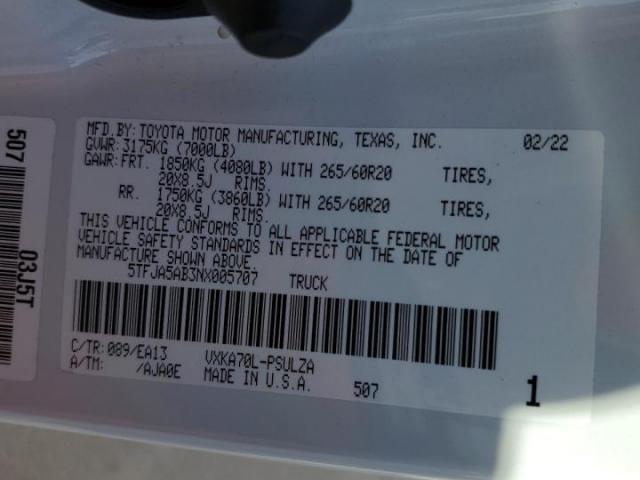 MFD.BY: TOYOTA MOTOR MANUFACTURING, TEXAS, INC. 02/22
GVWR: 3175KG (7000LB)
GAWR: FRT. 1850KG (4080LB) WITH 265/60R20 TIRES,
20X8.5J RIMS.
RR. 1750KG (3860LB) WITH 265/60R20 TIRES,
20X8.5J RIMS.
THIS VEHICLE CONFORMS TO ALL APPLICABLE FEDERAL MOTOR
VEHICLE SAFETY STANDARDS IN EFFECT ON THE DATE OF
MANUFACTURE SHOWN ABOVE.
5TFJA5AB3NX005707 TRUCK
C/TR: 089/EA13 VXKA70L-PSULZA
A/TM: /AJA0E MADE IN U.S.A. 507 1
507 03J5T